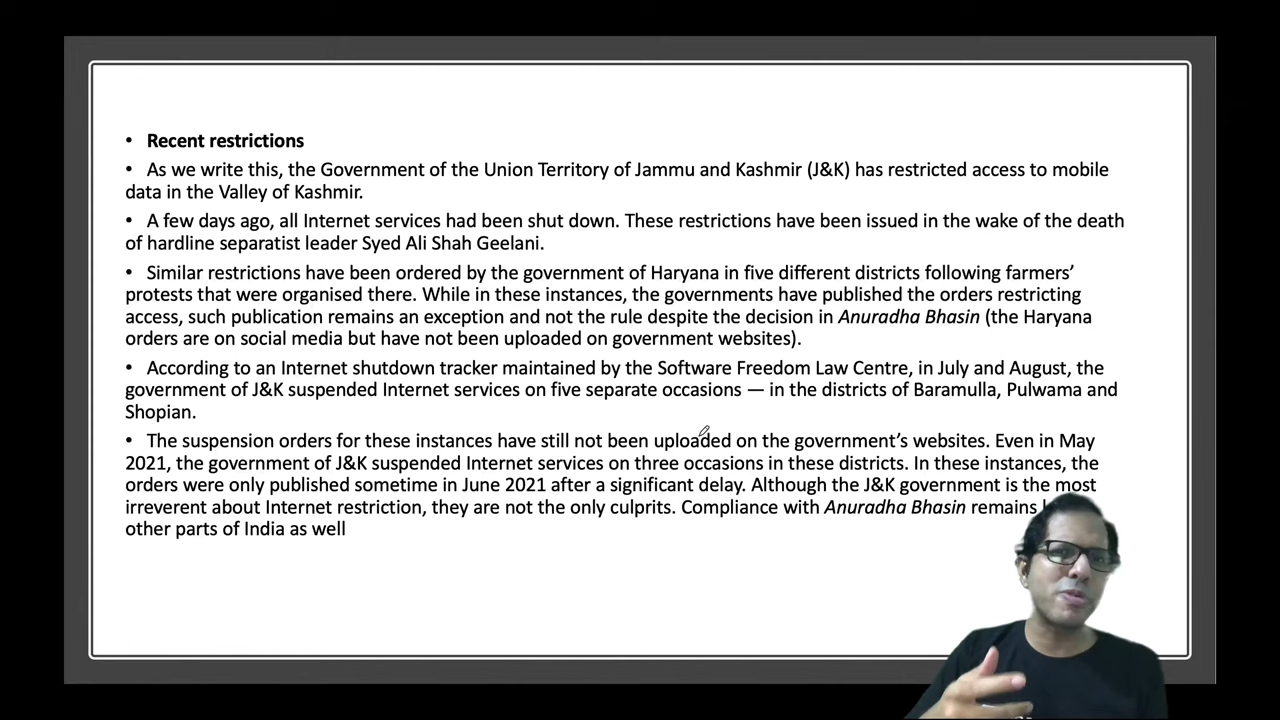 • Recent restrictions
• As we write this, the Government of the Union Territory of Jammu and Kashmir (J&K) has restricted access to mobile
data in the Valley of Kashmir.
• A few days ago, all Internet services had been shut down. These restrictions have been issued in the wake of the death
of hardline separatist leader Syed Ali Shah Geelani.
• Similar restrictions have been ordered by the government of Haryana in five different districts following farmers’
protests that were organised there. While in these instances, the governments have published the orders restricting
access, such publication remains an exception and not the rule despite the decision in Anuradha Bhasin (the Haryana
orders are on social media but have not been uploaded on government websites).
• According to an Internet shutdown tracker maintained by the Software Freedom Law Centre, in July and August, the
government of J&K suspended Internet services on five separate occasions — in the districts of Baramulla, Pulwama and
Shopian.
• The suspension orders for these instances have still not been uploaded on the government’s websites. Even in May
2021, the government of J&K suspended Internet services on three occasions in these districts. In these instances, the
orders were only published sometime in June 2021 after a significant delay. Although the J&K government is the most
irreverent about Internet restriction, they are not the only culprits. Compliance with Anuradha Bhasin remains
other parts of India as well